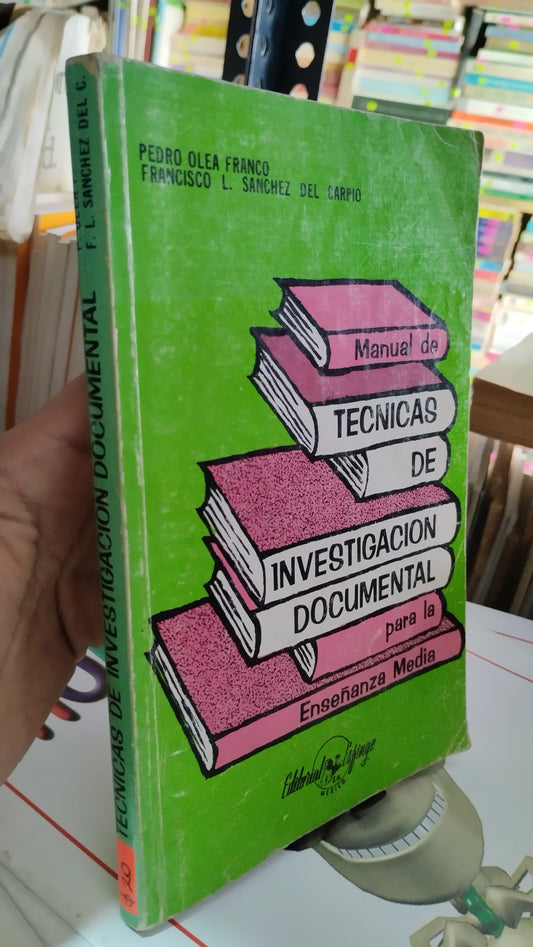 PEDRO OLEA FRANCO
FRANCISCO L. SANCHEZ DEL CARPIO
Manual de
TECNICAS
DE
INVESTIGACION
DOCUMENTAL
para la
Enseñanza Media
Editorial Esfinge
MEXICO
F. L. SANCHEZ DEL C.
TECNICAS DE INVESTIGACION DOCUMENTAL
$ 20